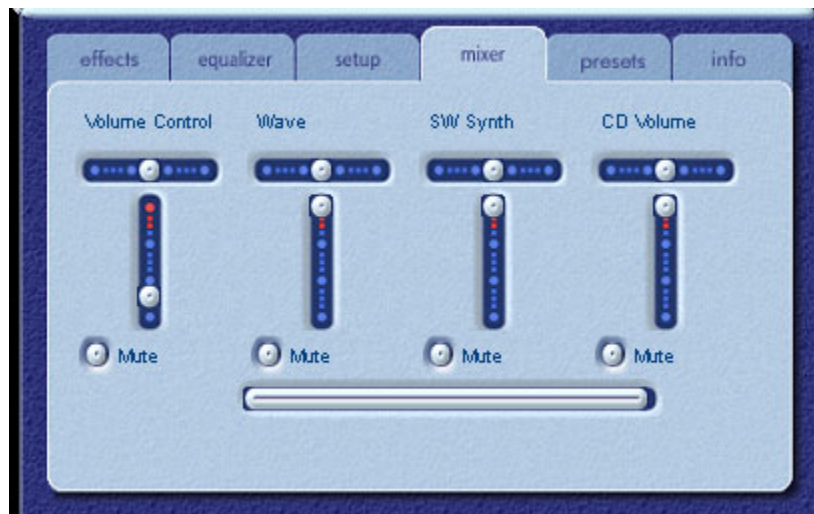 effects equalizer setup mixer presets info
Volume Control Wave SW Synth CD Volume
Mute Mute Mute Mute